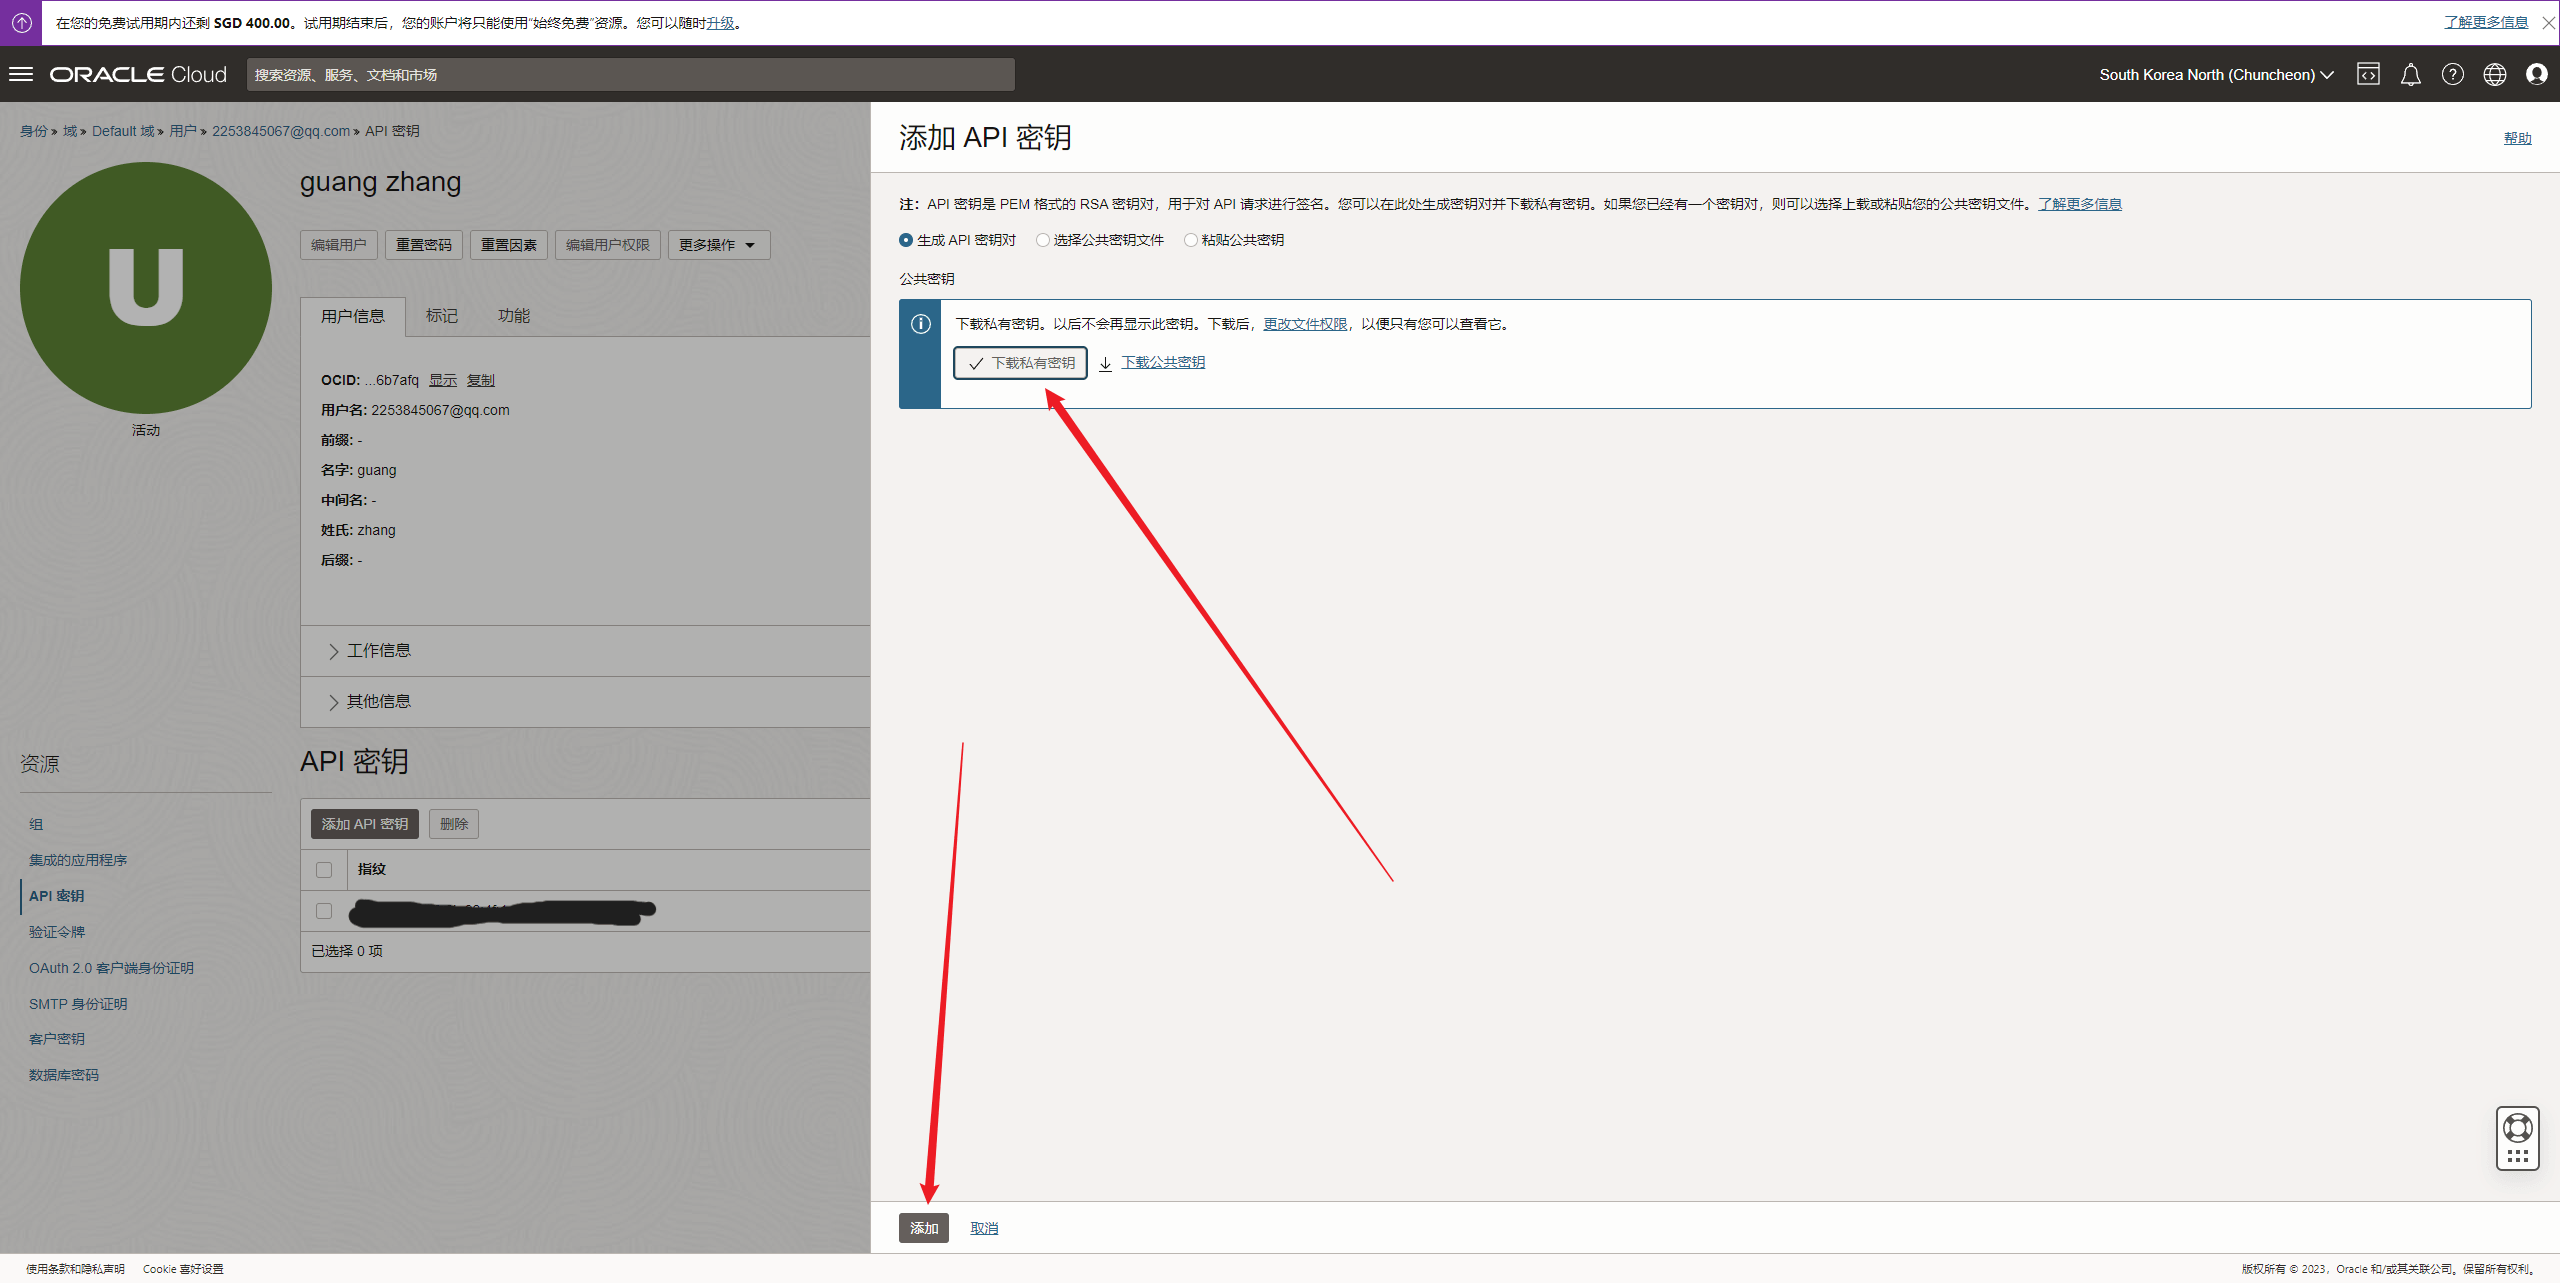 在您的免费试用期内还剩 SGD 400.00。试用期结束后，您的账户将只能使用“始终免费”资源。您可以随时升级。
了解更多信息
ORACLE Cloud
搜索资源、服务、文档和市场
South Korea North (Chuncheon)
身份 » 域 » Default 域 » 用户 » 2253845067@qq.com » API 密钥
U
活动
guang zhang
编辑用户 重置密码 重置因素 编辑用户权限 更多操作
用户信息 标记 功能
OCID: ...6b7afq 显示 复制
用户名: 2253845067@qq.com
前缀: -
名字: guang
中间名: -
姓氏: zhang
后缀: -
工作信息
其他信息
资源
组
集成的应用程序
API 密钥
验证令牌
OAuth 2.0 客户端身份证明
SMTP 身份证明
客户密钥
数据库密码
API 密钥
添加 API 密钥 删除
指纹
已选择 0 项
添加 API 密钥
帮助
注：API 密钥是 PEM 格式的 RSA 密钥对，用于对 API 请求进行签名。您可以在此处生成密钥对并下载私有密钥。如果您已经有一个密钥对，则可以选择上载或粘贴您的公共密钥文件。了解更多信息
生成 API 密钥对 选择公共密钥文件 粘贴公共密钥
公共密钥
下载私有密钥。以后不会再显示此密钥。下载后，更改文件权限，以便只有您可以查看它。
下载私有密钥 下载公共密钥
添加 取消
使用条款和隐私声明 Cookie 喜好设置
版权所有 © 2023，Oracle 和/或其关联公司。保留所有权利。